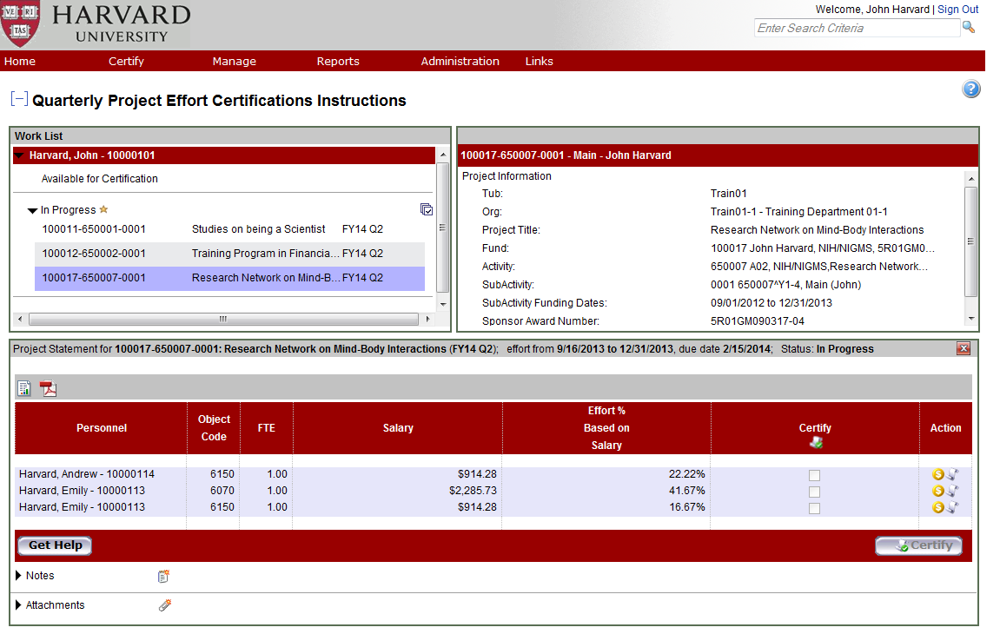 VE RI TAS
HARVARD
UNIVERSITY
Welcome, John Harvard | Sign Out
Enter Search Criteria
Home Certify Manage Reports Administration Links
[−] Quarterly Project Effort Certifications Instructions
?
Work List
Harvard, John - 10000101
Available for Certification
In Progress
100011-650001-0001 Studies on being a Scientist FY14 Q2
100012-650002-0001 Training Program in Financia... FY14 Q2
100017-650007-0001 Research Network on Mind-B... FY14 Q2
100017-650007-0001 - Main - John Harvard
Project Information
Tub: Train01
Org: Train01-1 - Training Department 01-1
Project Title: Research Network on Mind-Body Interactions
Fund: 100017 John Harvard, NIH/NIGMS, 5R01GM0...
Activity: 650007 A02, NIH/NIGMS,Research Network...
SubActivity: 0001 650007^Y1-4, Main (John)
SubActivity Funding Dates: 09/01/2012 to 12/31/2013
Sponsor Award Number: 5R01GM090317-04
Project Statement for 100017-650007-0001: Research Network on Mind-Body Interactions (FY14 Q2); effort from 9/16/2013 to 12/31/2013, due date 2/15/2014; Status: In Progress
Personnel Object Code FTE Salary Effort % Based on Salary Certify Action
Harvard, Andrew - 10000114 6150 1.00 $914.28 22.22%
Harvard, Emily - 10000113 6070 1.00 $2,285.73 41.67%
Harvard, Emily - 10000113 6150 1.00 $914.28 16.67%
Get Help Certify
Notes
Attachments